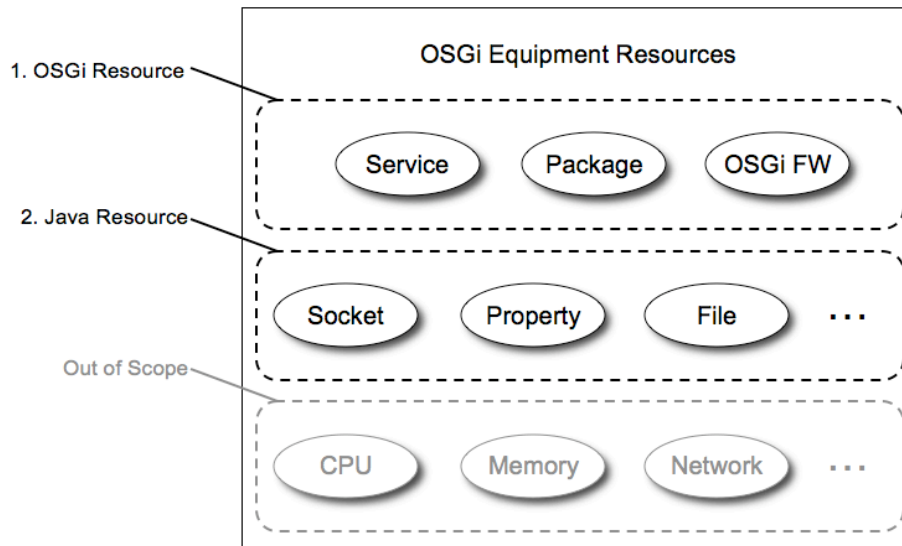 OSGi Equipment Resources
1. OSGi Resource
Service Package OSGi FW
2. Java Resource
Socket Property File ...
Out of Scope
CPU Memory Network ...